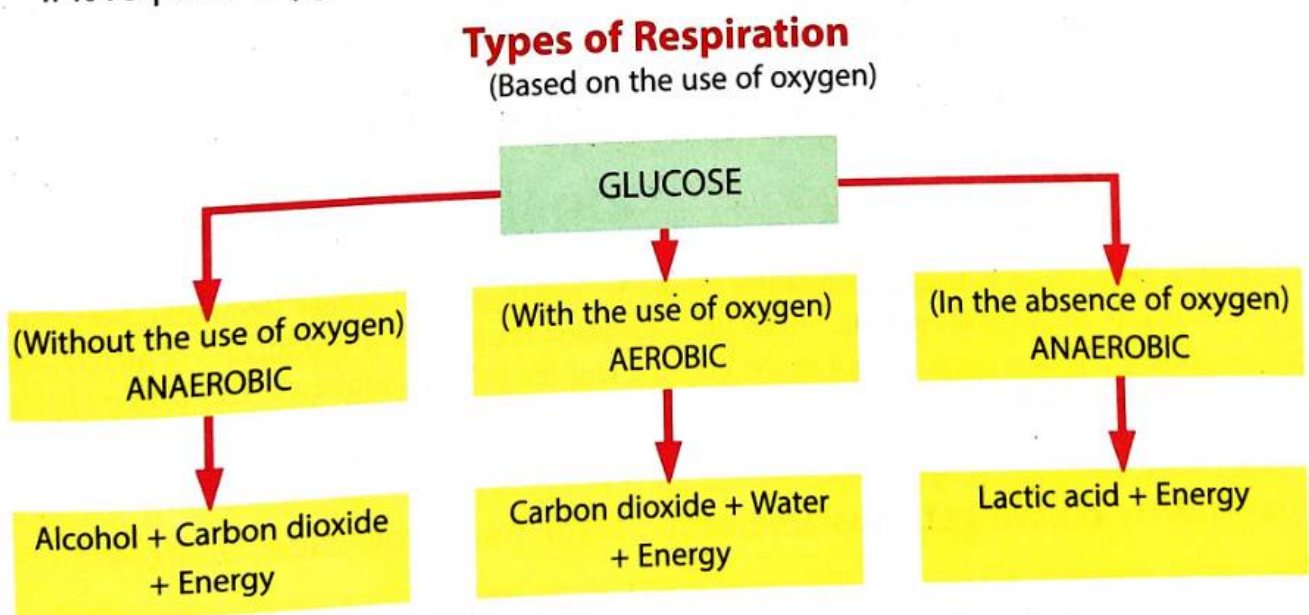 Types of Respiration
(Based on the use of oxygen)
GLUCOSE
(Without the use of oxygen)
ANAEROBIC
(With the use of oxygen)
AEROBIC
(In the absence of oxygen)
ANAEROBIC
Alcohol + Carbon dioxide
+ Energy
Carbon dioxide + Water
+ Energy
Lactic acid + Energy